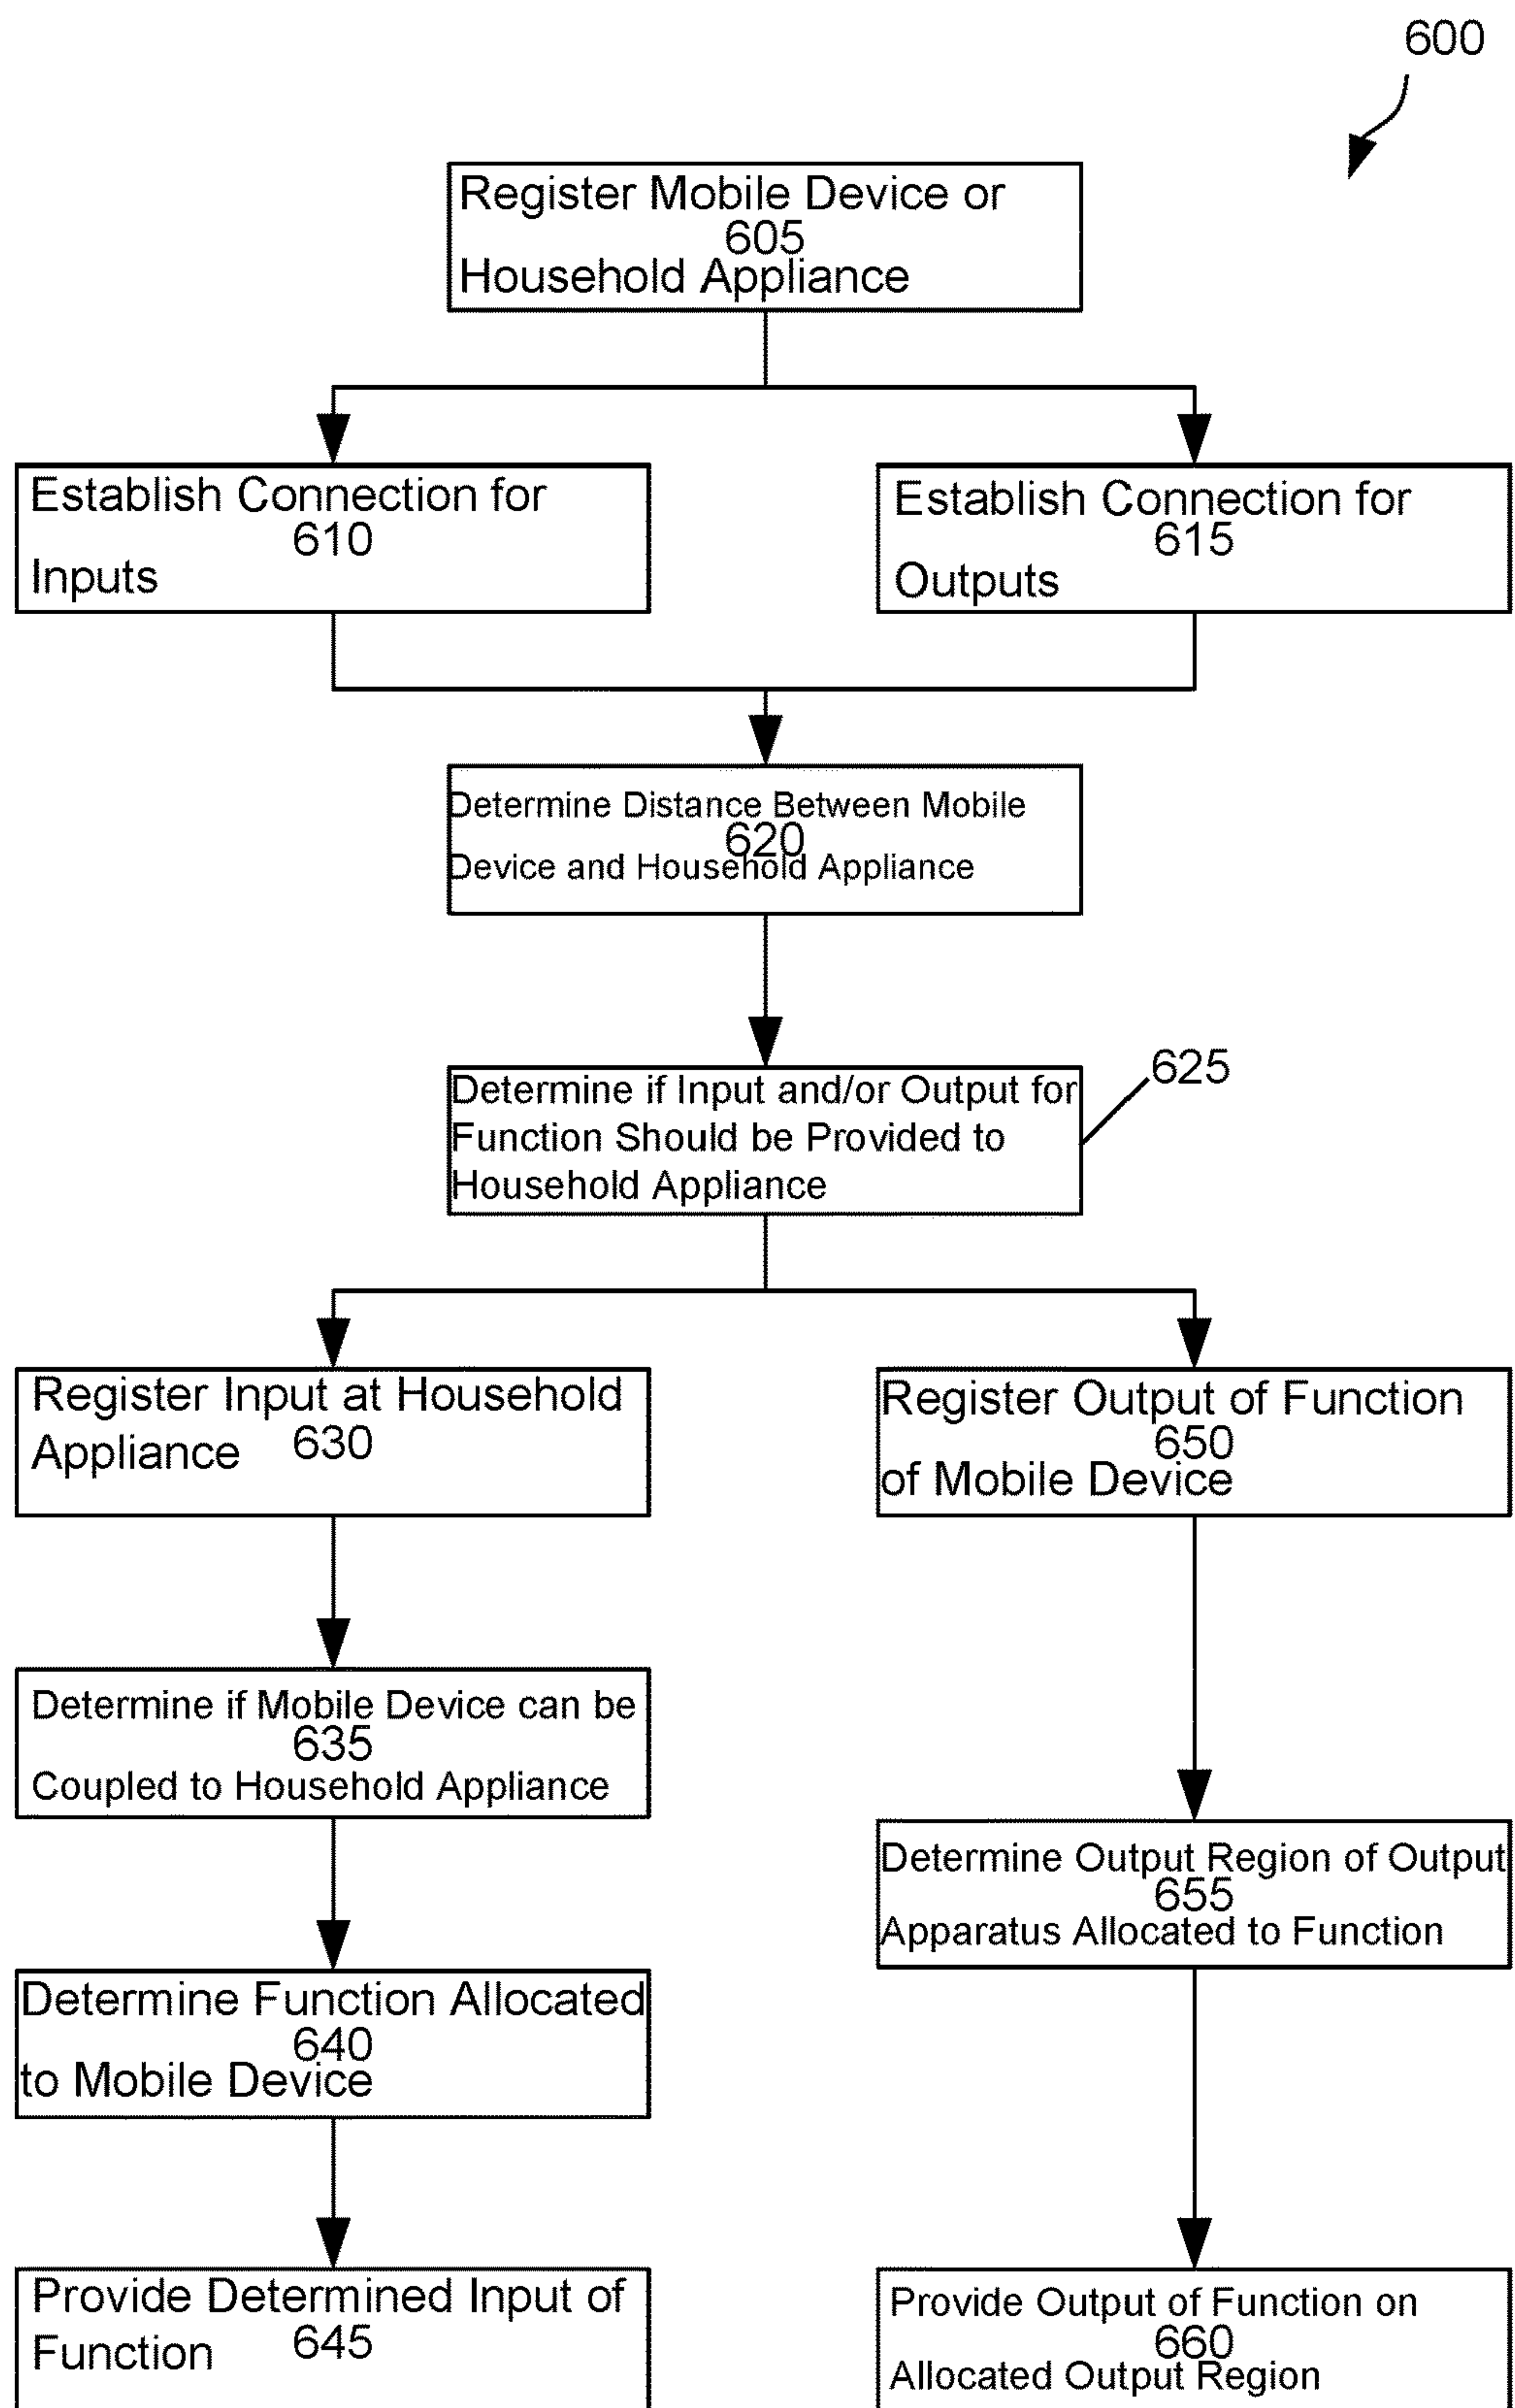 600
Register Mobile Device or
605
Household Appliance
Establish Connection for
610
Inputs
Establish Connection for
615
Outputs
Determine Distance Between Mobile
620
Device and Household Appliance
Determine if Input and/or Output for
Function Should be Provided to
Household Appliance
625
Register Input at Household
Appliance 630
Register Output of Function
650
of Mobile Device
Determine if Mobile Device can be
635
Coupled to Household Appliance
Determine Output Region of Output
655
Apparatus Allocated to Function
Determine Function Allocated
640
to Mobile Device
Provide Determined Input of
Function 645
Provide Output of Function on
660
Allocated Output Region